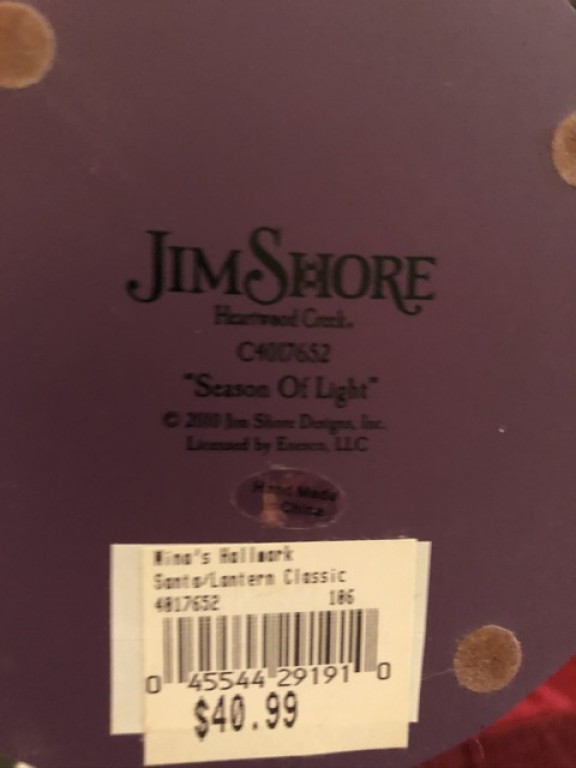 JIM SHORE
Heartwood Creek®
C4017652
"Season Of Light"
© 2010 Jim Shore Designs, Inc.
Licensed by Enesco, LLC
Hand Made
China
Nina's Hallmark
Santa/Lantern Classic
4017652 106
0 45544 29191 0
$40.99